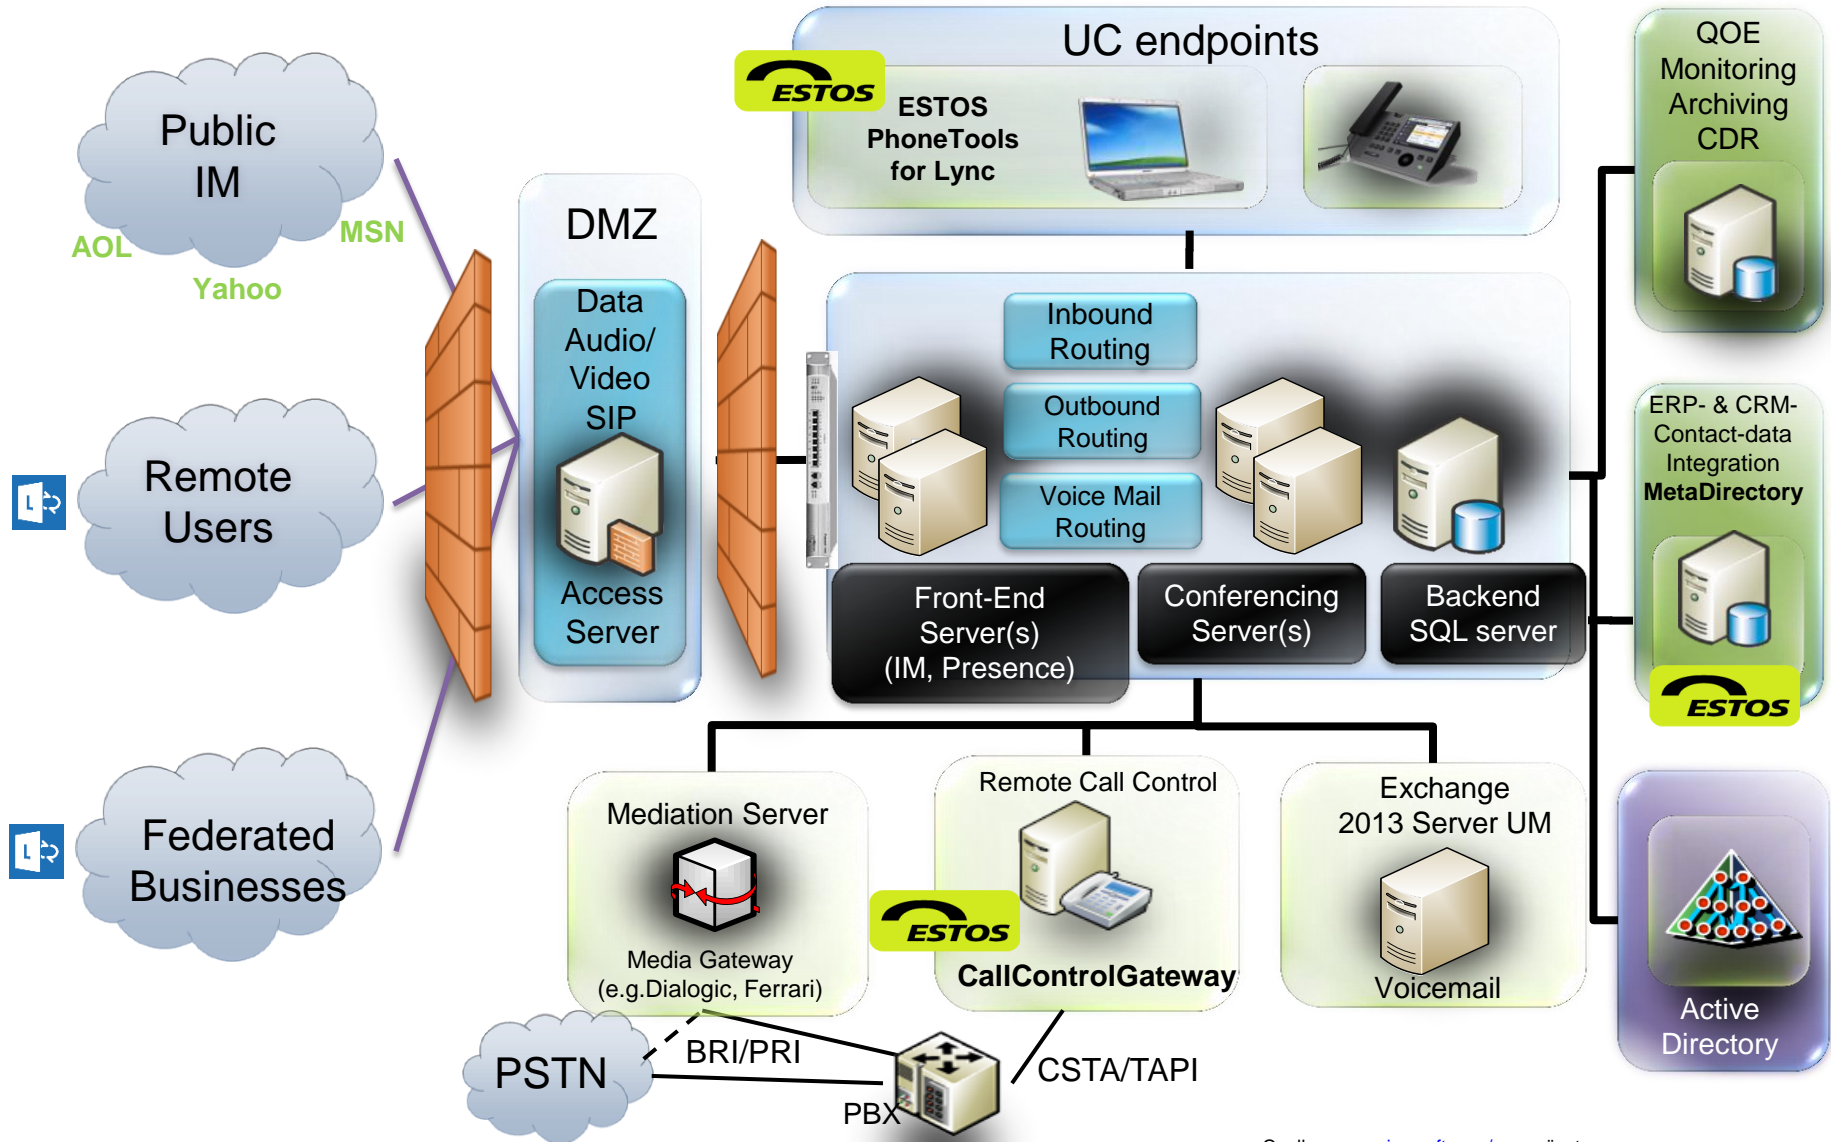 UC endpoints
ESTOS
ESTOS
PhoneTools
for Lync
QOE
Monitoring
Archiving
CDR
Public
IM
AOL
MSN
Yahoo
DMZ
Data
Audio/
Video
SIP
Access
Server
Inbound
Routing
Outbound
Routing
Voice Mail
Routing
ERP- & CRM-
Contact-data
Integration
MetaDirectory
ESTOS
L
Remote
Users
Front-End
Server(s)
(IM, Presence)
Conferencing
Server(s)
Backend
SQL server
L
Federated
Businesses
Mediation Server
Media Gateway
(e.g.Dialogic, Ferrari)
Remote Call Control
ESTOS
CallControlGateway
Exchange
2013 Server UM
Voicemail
Active
Directory
PSTN
BRI/PRI
PBX
CSTA/TAPI